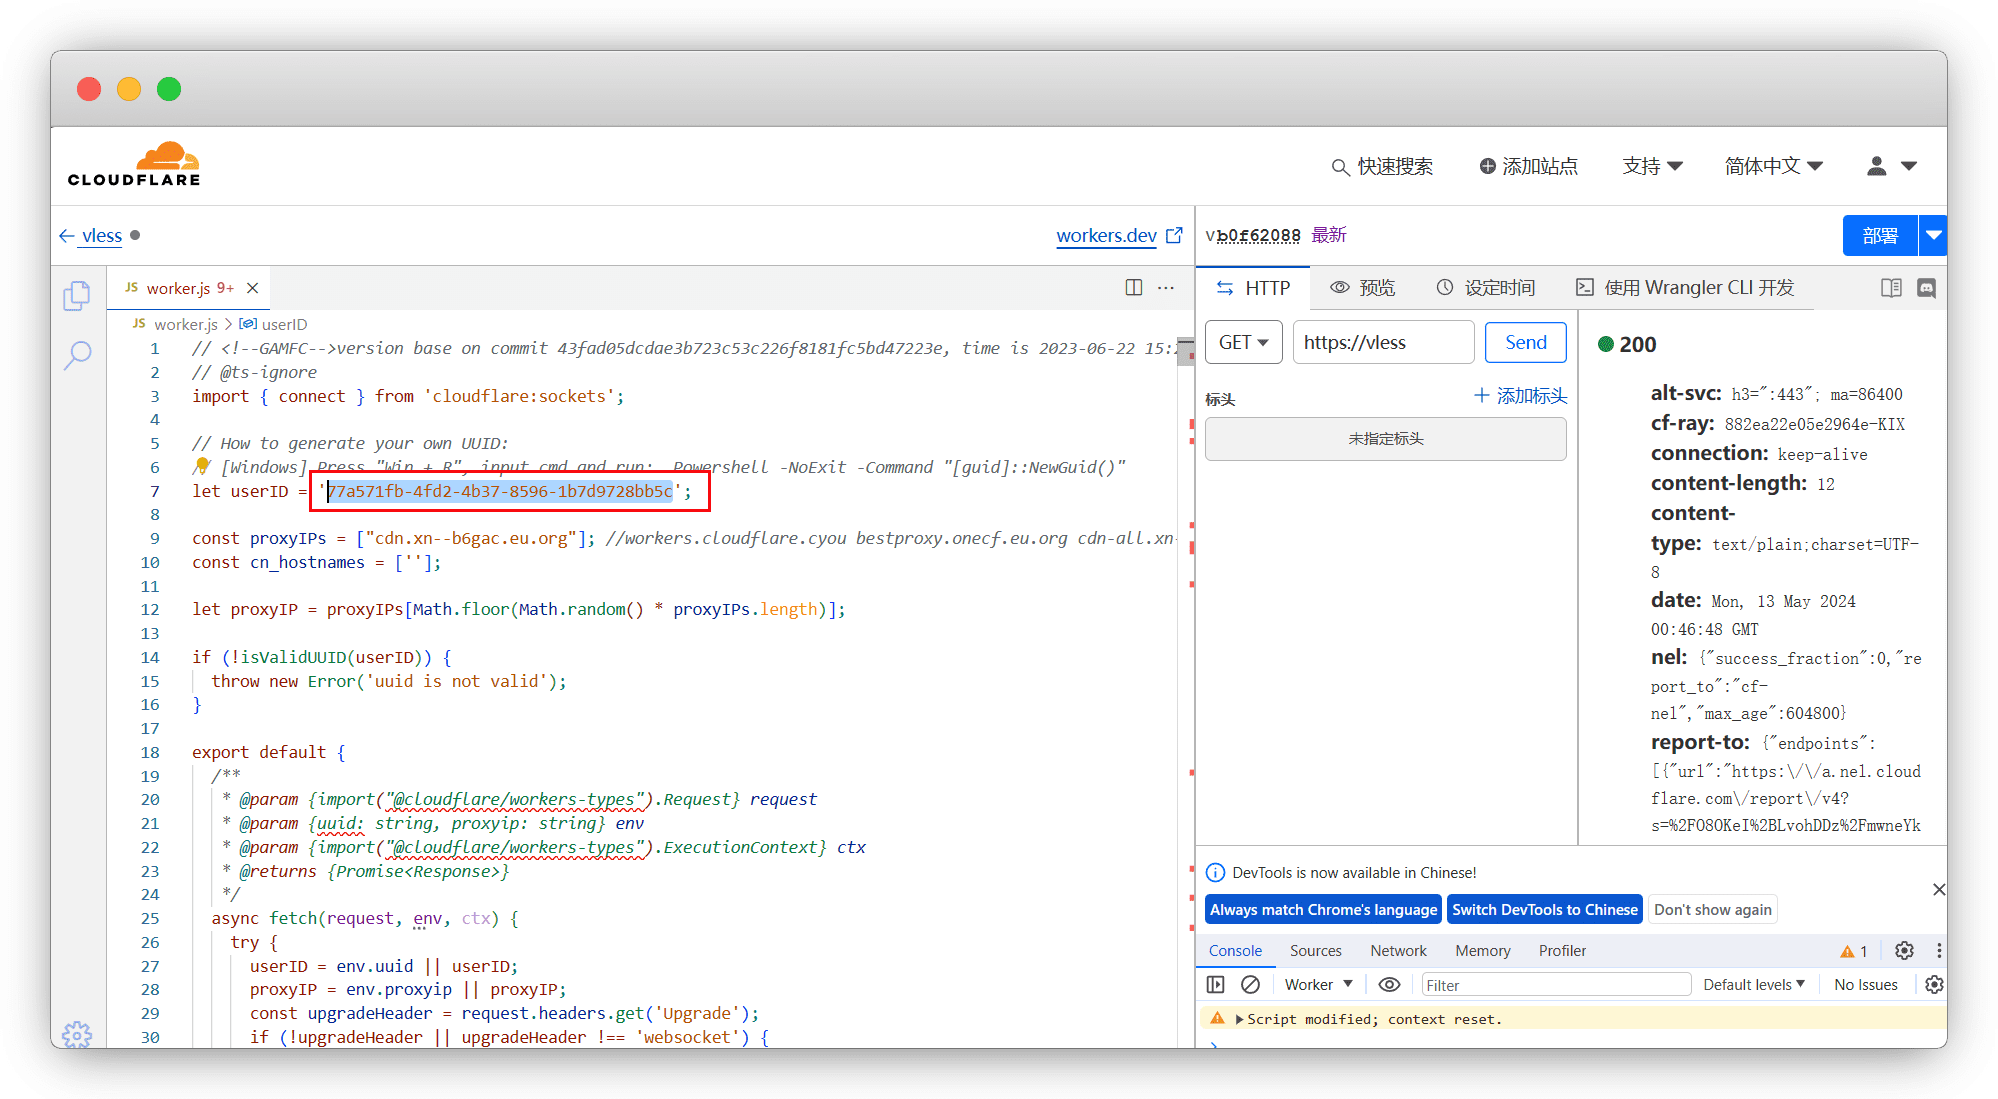 CLOUDFLARE
快速搜索
添加站点
支持
简体中文
vless
workers.dev
vb0f62088 最新
部署
JS worker.js 9+
HTTP
预览
设定时间
使用 Wrangler CLI 开发
JS worker.js > userID
1 // <!--GAMFC-->version base on commit 43fad05dcdae3b723c53c226f8181fc5bd47223e, time is 2023-06-22 15:2
2 // @ts-ignore
3 import { connect } from 'cloudflare:sockets';
4
5 // How to generate your own UUID:
6 // [Windows] Press "Win + R", input cmd and run: Powershell -NoExit -Command "[guid]::NewGuid()"
7 let userID = '77a571fb-4fd2-4b37-8596-1b7d9728bb5c';
8
9 const proxyIPs = ["cdn.xn--b6gac.eu.org"]; //workers.cloudflare.cyou bestproxy.onecf.eu.org cdn-all.xn-
10 const cn_hostnames = [''];
11
12 let proxyIP = proxyIPs[Math.floor(Math.random() * proxyIPs.length)];
13
14 if (!isValidUUID(userID)) {
15 throw new Error('uuid is not valid');
16 }
17
18 export default {
19 /**
20 * @param {import("@cloudflare/workers-types").Request} request
21 * @param {uuid: string, proxyip: string} env
22 * @param {import("@cloudflare/workers-types").ExecutionContext} ctx
23 * @returns {Promise<Response>}
24 */
25 async fetch(request, env, ctx) {
26 try {
27 userID = env.uuid || userID;
28 proxyIP = env.proxyip || proxyIP;
29 const upgradeHeader = request.headers.get('Upgrade');
30 if (!upgradeHeader || upgradeHeader !== 'websocket') {
GET
https://vless
Send
标头
添加标头
未指定标头
200
alt-svc: h3=":443"; ma=86400
cf-ray: 882ea22e05e2964e-KIX
connection: keep-alive
content-length: 12
content-
type: text/plain;charset=UTF-
8
date: Mon, 13 May 2024
00:46:48 GMT
nel: {"success_fraction":0,"re
port_to":"cf-
nel","max_age":604800}
report-to: {"endpoints":
[{"url":"https:\/\/a.nel.cloud
flare.com\/report\/v4?
s=%2FO8OKeI%2BLvohDDz%2FmwneYk
DevTools is now available in Chinese!
Always match Chrome's language
Switch DevTools to Chinese
Don't show again
Console
Sources
Network
Memory
Profiler
1
Worker
Filter
Default levels
No Issues
Script modified; context reset.